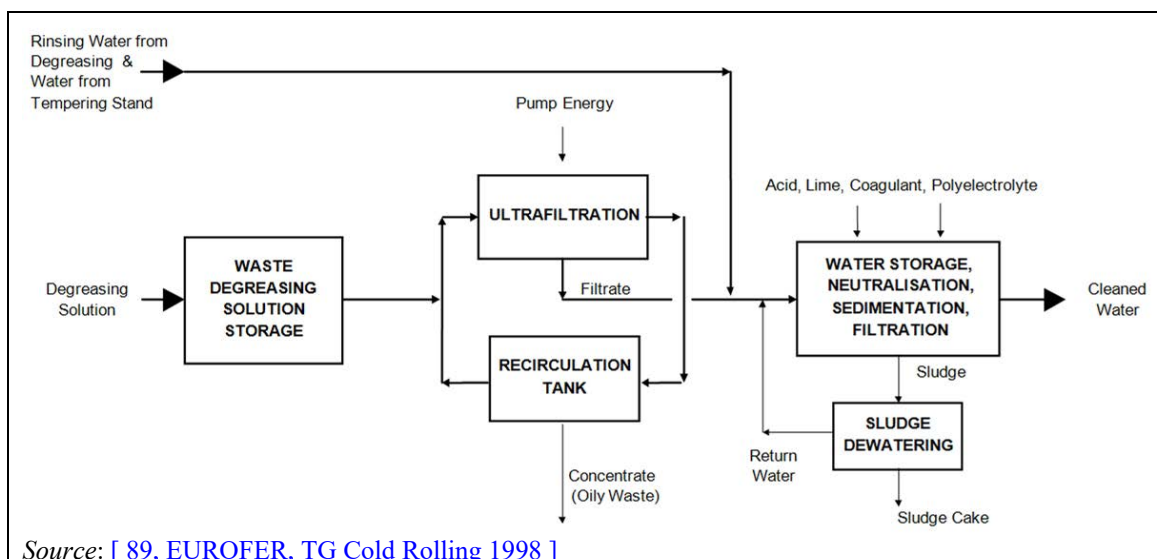 Rinsing Water from
Degreasing &
Water from
Tempering Stand
Pump Energy
Acid, Lime, Coagulant, Polyelectrolyte
ULTRAFILTRATION
WASTE
DEGREASING
SOLUTION
STORAGE
Degreasing
Solution
Filtrate
WATER STORAGE,
NEUTRALISATION,
SEDIMENTATION,
FILTRATION
Cleaned
Water
RECIRCULATION
TANK
Sludge
SLUDGE
DEWATERING
Return
Water
Concentrate
(Oily Waste)
Sludge Cake
Source: [ 89, EUROFER, TG Cold Rolling 1998 ]